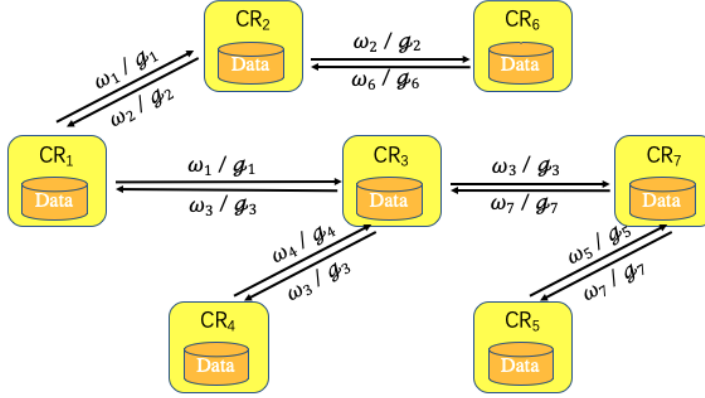 CR₂
Data
ω₂ / ℊ₂
ω₆ / ℊ₆
CR₆
Data
ω₁ / ℊ₁
ω₂ / ℊ₂
CR₁
Data
ω₁ / ℊ₁
ω₃ / ℊ₃
CR₃
Data
ω₃ / ℊ₃
ω₇ / ℊ₇
CR₇
Data
ω₄ / ℊ₄
ω₃ / ℊ₃
ω₅ / ℊ₅
ω₇ / ℊ₇
CR₄
Data
CR₅
Data